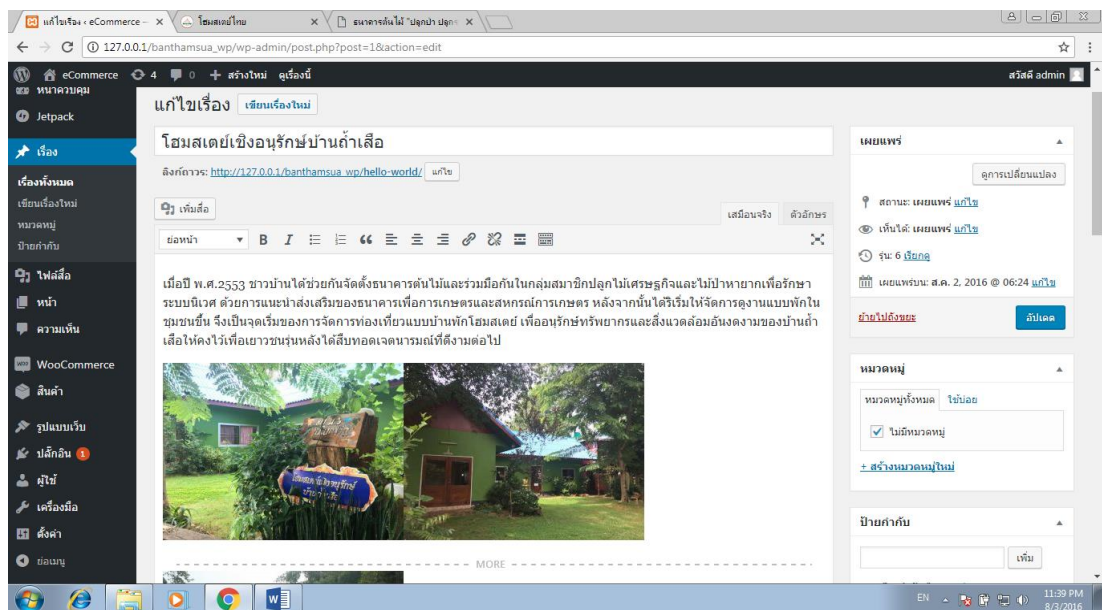 แก้ไขเรื่อง ‹ eCommerce –
โฮมสเตย์ไทย
ธนาคารต้นไม้ "ปลูกป่า ปลูก
127.0.0.1/banthamsua_wp/wp-admin/post.php?post=1&action=edit
eCommerce 4 0 + สร้างใหม่ ดูเรื่องนี้
สวัสดี admin
หน้าควบคุม
Jetpack
เรื่อง
เรื่องทั้งหมด
เขียนเรื่องใหม่
หมวดหมู่
ป้ายกำกับ
ไฟล์สื่อ
หน้า
ความเห็น
WooCommerce
สินค้า
รูปแบบเว็บ
ปลั๊กอิน 1
ผู้ใช้
เครื่องมือ
ตั้งค่า
ย่อเมนู
แก้ไขเรื่อง เขียนเรื่องใหม่
โฮมสเตย์เชิงอนุรักษ์บ้านถ้ำเสือ
ลิงก์ถาวร: http://127.0.0.1/banthamsua_wp/hello-world/ แก้ไข
เพิ่มสื่อ
เสมือนจริง ตัวอักษร
ย่อหน้า
B I
เมื่อปี พ.ศ.2553 ชาวบ้านได้ช่วยกันจัดตั้งธนาคารต้นไม้และร่วมมือกันในกลุ่มสมาชิกปลูกไม้เศรษฐกิจและไม้ป่าหายากเพื่อรักษา
ระบบนิเวศ ด้วยการแนะนำส่งเสริมของธนาคารเพื่อการเกษตรและสหกรณ์การเกษตร หลังจากนั้นได้ริเริ่มให้จัดการดูงานแบบพักใน
ชุมชนขึ้น จึงเป็นจุดเริ่มของการจัดการท่องเที่ยวแบบบ้านพักโฮมสเตย์ เพื่ออนุรักษ์ทรัพยากรและสิ่งแวดล้อมอันงดงามของบ้านถ้ำ
เสือให้คงไว้เพื่อเยาวชนรุ่นหลังได้สืบทอดเจตนารมณ์ที่ดีงามต่อไป
โฮมสเตย์เชิงอนุรักษ์
บ้านถ้ำเสือ
MORE
เผยแพร่
ดูการเปลี่ยนแปลง
สถานะ: เผยแพร่ แก้ไข
เห็นได้: เผยแพร่ แก้ไข
รุ่น: 6 เรียกดู
เผยแพร่บน: ส.ค. 2, 2016 @ 06:24 แก้ไข
ย้ายไปถังขยะ อัปเดต
หมวดหมู่
หมวดหมู่ทั้งหมด ใช้บ่อย
ไม่มีหมวดหมู่
+ สร้างหมวดหมู่ใหม่
ป้ายกำกับ
เพิ่ม
EN
11:39 PM
8/3/2016